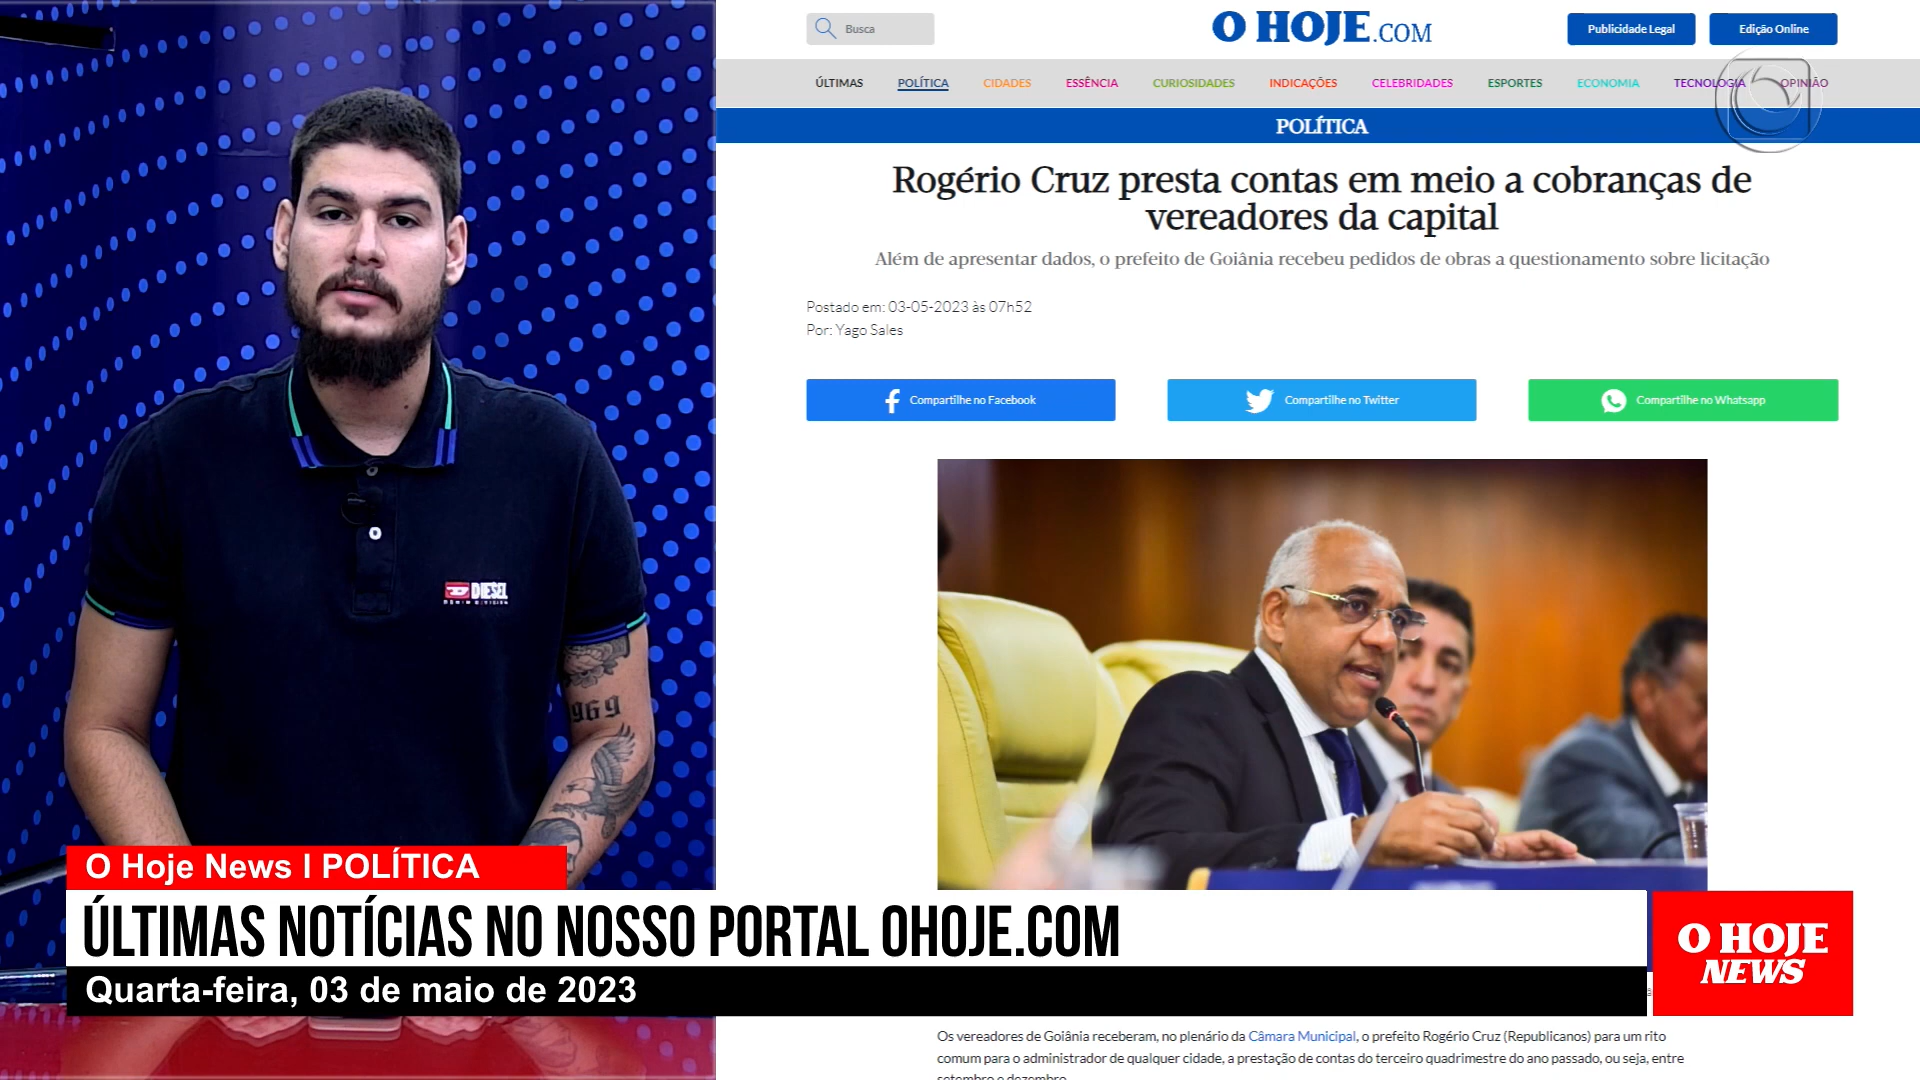 Busca
O HOJE.COM
Publicidade Legal
Edição Online
ÚLTIMAS POLÍTICA CIDADES ESSÊNCIA CURIOSIDADES INDICAÇÕES CELEBRIDADES ESPORTES ECONOMIA TECNOLOGIA OPINIÃO
POLÍTICA
Rogério Cruz presta contas em meio a cobranças de
vereadores da capital
Além de apresentar dados, o prefeito de Goiânia recebeu pedidos de obras a questionamento sobre licitação
Postado em: 03-05-2023 às 07h52
Por: Yago Sales
Compartilhe no Facebook
Compartilhe no Twitter
Compartilhe no Whatsapp
DIESEL
969
O Hoje News I POLÍTICA
ÚLTIMAS NOTÍCIAS NO NOSSO PORTAL OHOJE.COM
Quarta-feira, 03 de maio de 2023
O HOJE
NEWS
Os vereadores de Goiânia receberam, no plenário da Câmara Municipal, o prefeito Rogério Cruz (Republicanos) para um rito
comum para o administrador de qualquer cidade, a prestação de contas do terceiro quadrimestre do ano passado, ou seja, entre
setembro e dezembro.